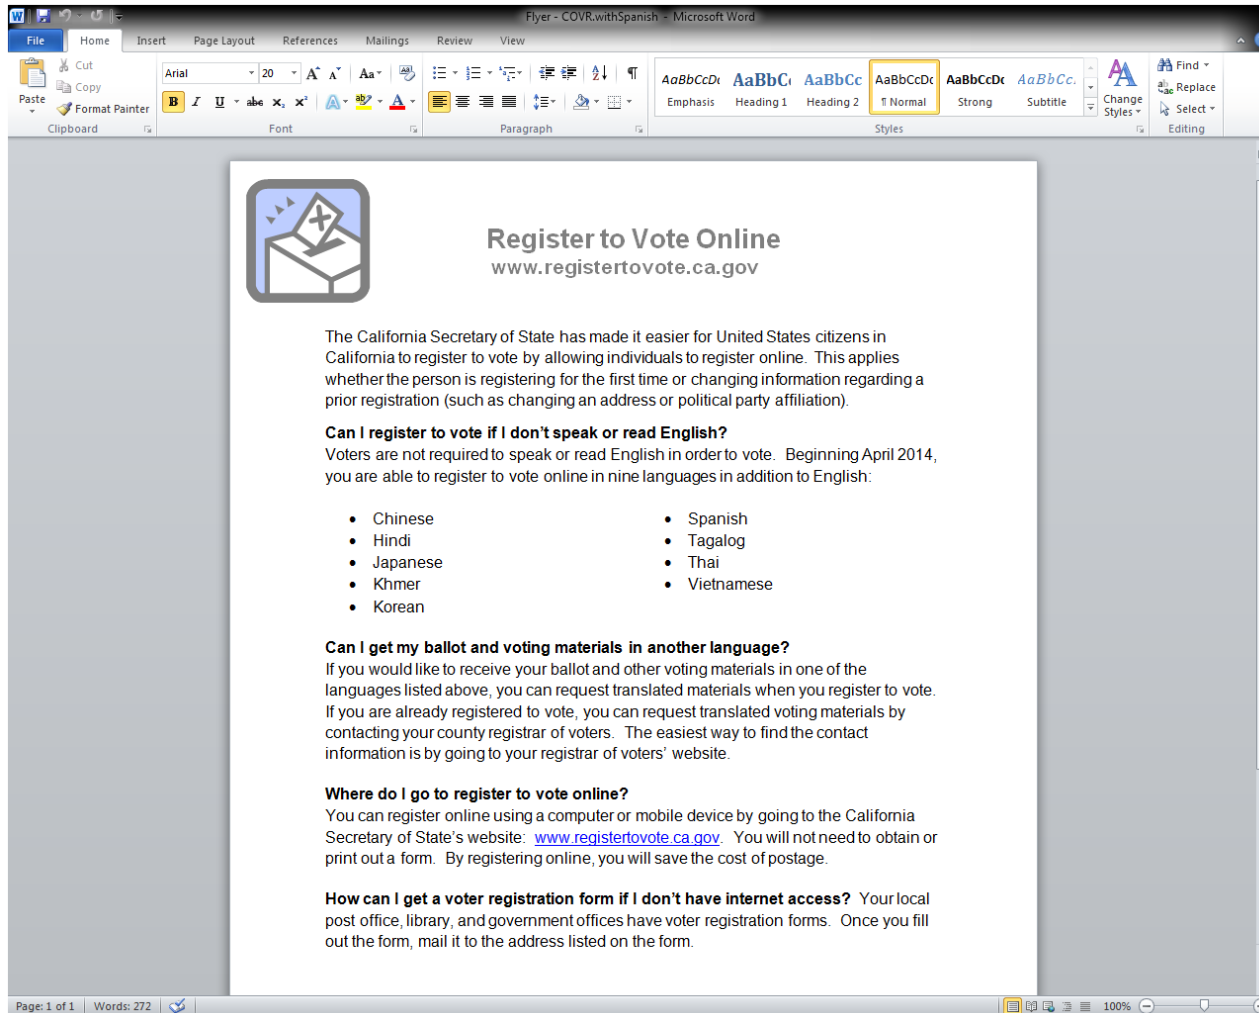 Flyer - COVR.withSpanish - Microsoft Word
File Home Insert Page Layout References Mailings Review View
Paste
Cut
Copy
Format Painter
Clipboard
Arial 20
Font
Paragraph
AaBbCcDc AaBbC AaBbCc AaBbCcDc AaBbCcDc AaBbCc.
Emphasis Heading 1 Heading 2 ¶ Normal Strong Subtitle
Change Styles
Styles
Find
Replace
Select
Editing
Register to Vote Online
www.registertovote.ca.gov
The California Secretary of State has made it easier for United States citizens in
California to register to vote by allowing individuals to register online. This applies
whether the person is registering for the first time or changing information regarding a
prior registration (such as changing an address or political party affiliation).
Can I register to vote if I don’t speak or read English?
Voters are not required to speak or read English in order to vote. Beginning April 2014,
you are able to register to vote online in nine languages in addition to English:
• Chinese
• Hindi
• Japanese
• Khmer
• Korean
• Spanish
• Tagalog
• Thai
• Vietnamese
Can I get my ballot and voting materials in another language?
If you would like to receive your ballot and other voting materials in one of the
languages listed above, you can request translated materials when you register to vote.
If you are already registered to vote, you can request translated voting materials by
contacting your county registrar of voters. The easiest way to find the contact
information is by going to your registrar of voters’ website.
Where do I go to register to vote online?
You can register online using a computer or mobile device by going to the California
Secretary of State’s website: www.registertovote.ca.gov. You will not need to obtain or
print out a form. By registering online, you will save the cost of postage.
How can I get a voter registration form if I don’t have internet access? Your local
post office, library, and government offices have voter registration forms. Once you fill
out the form, mail it to the address listed on the form.
Page: 1 of 1 Words: 272 100%